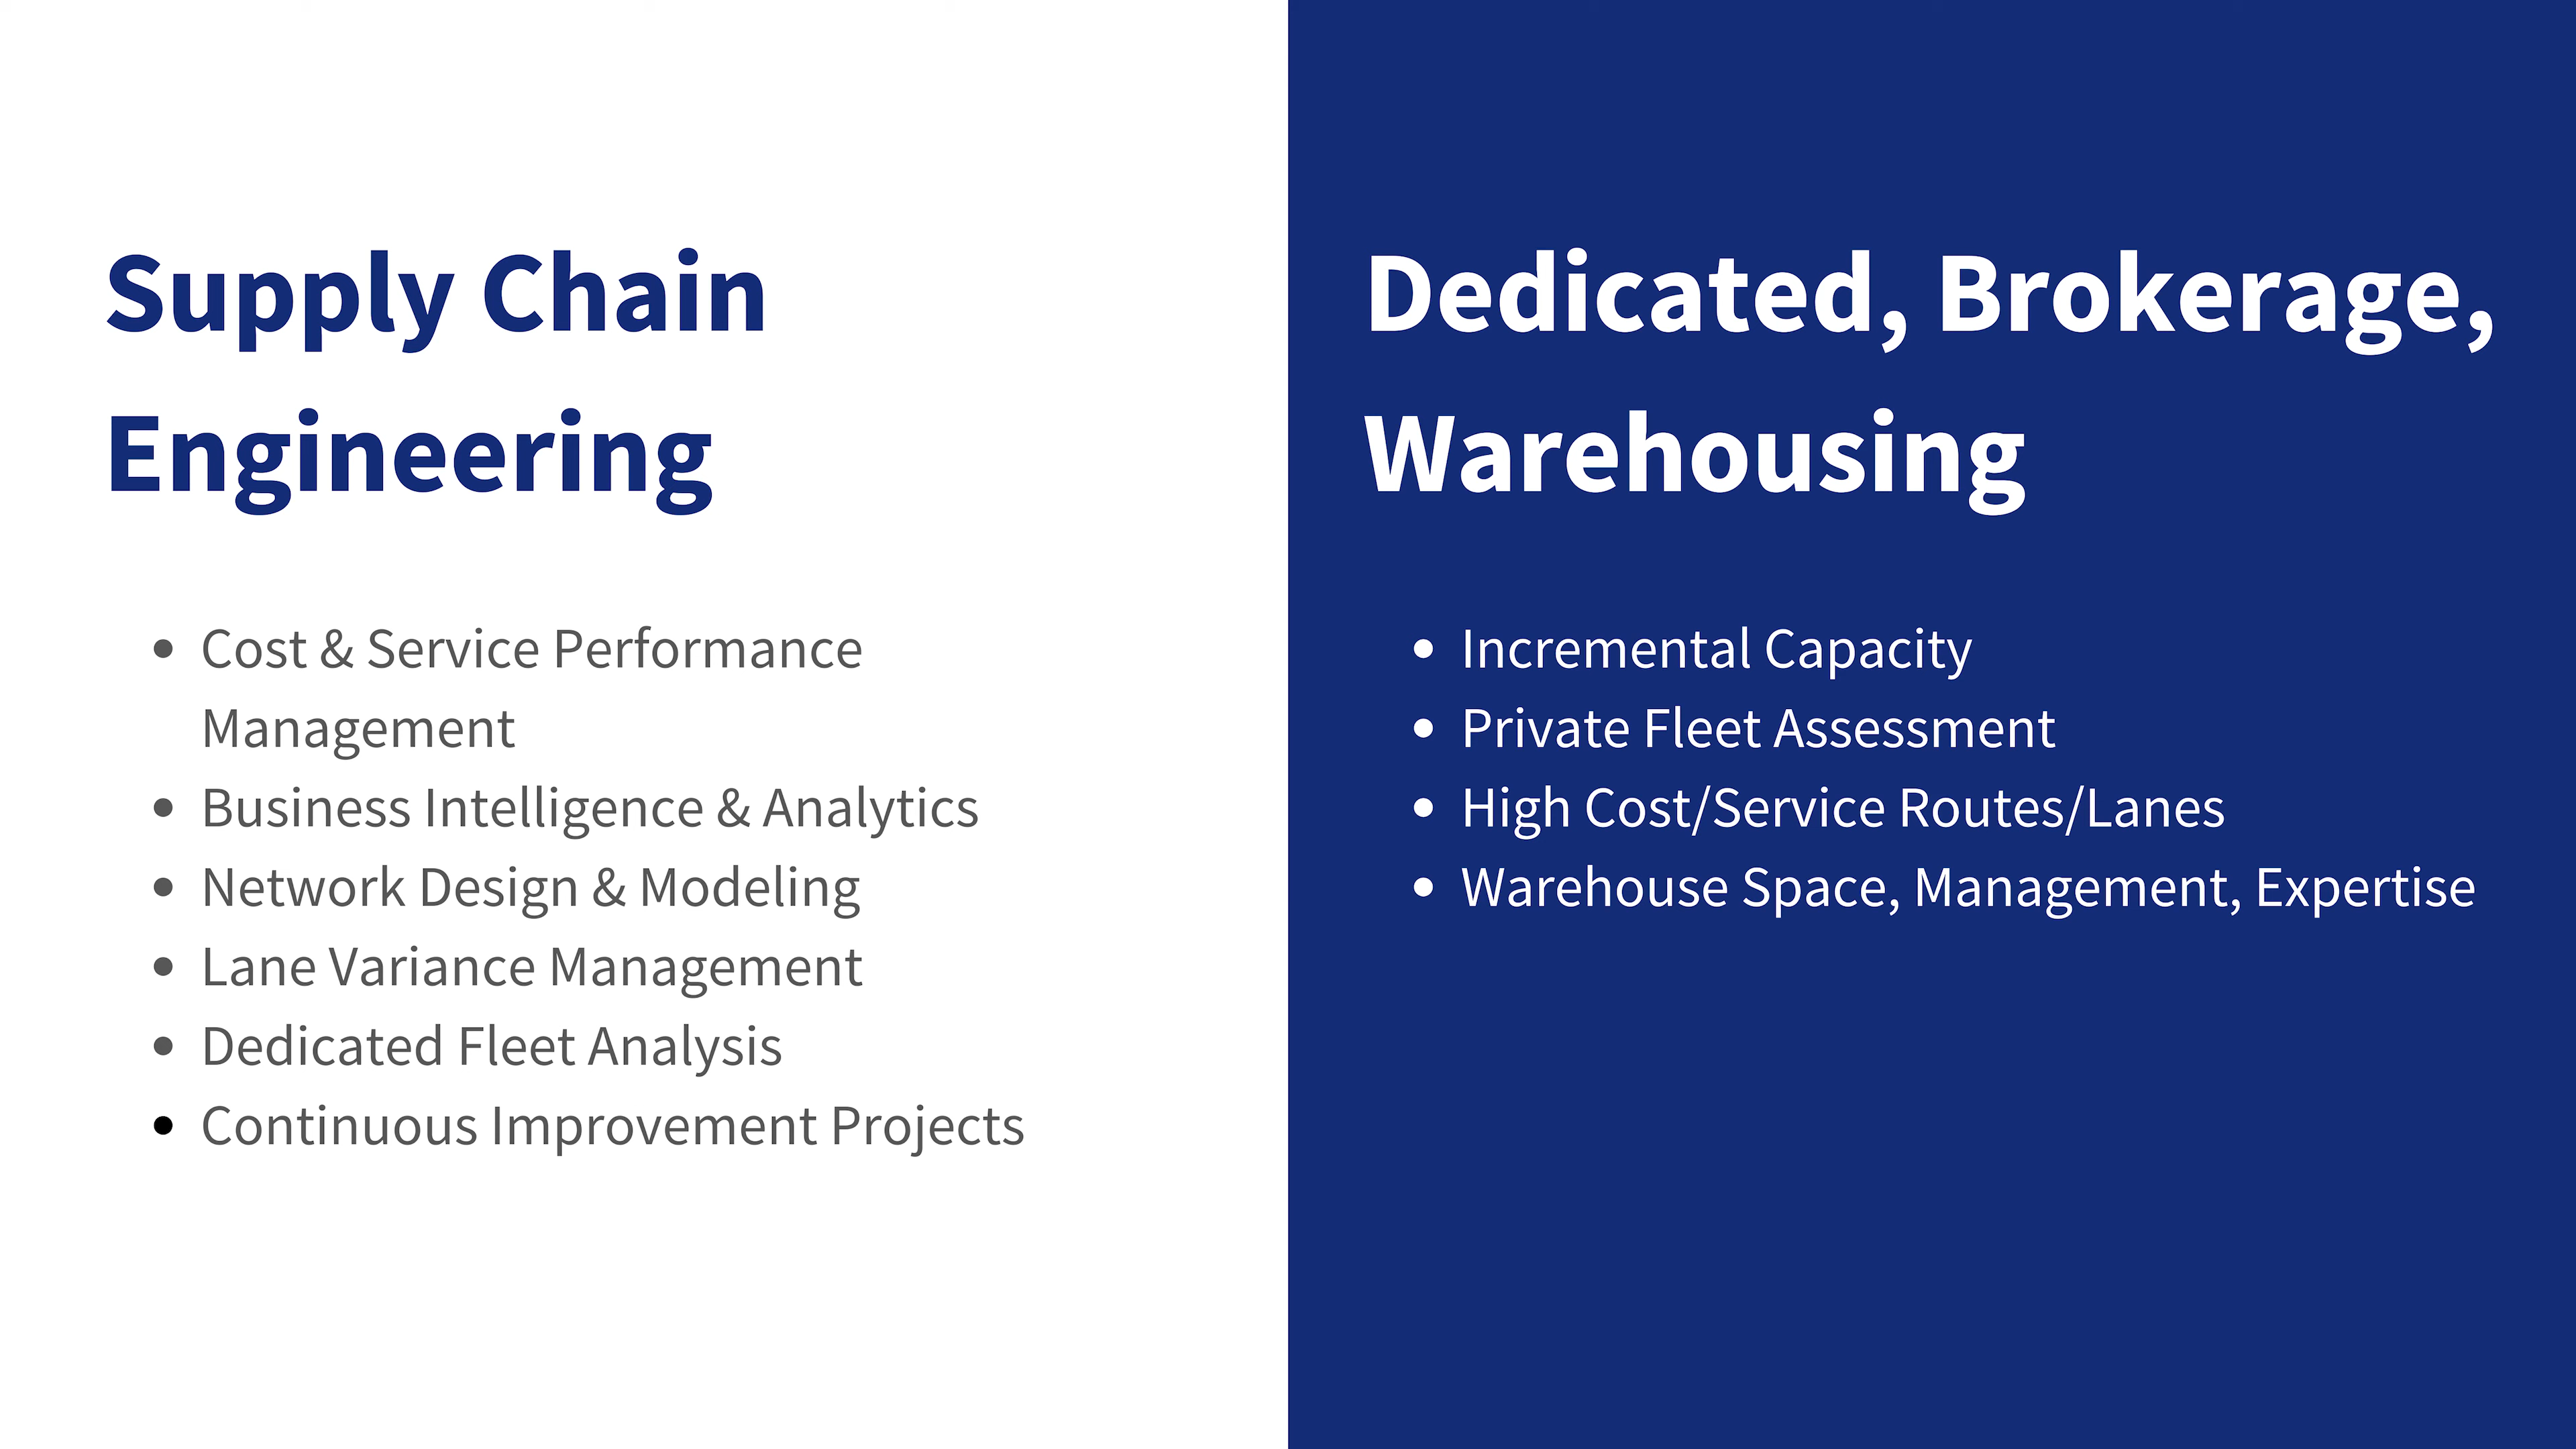 Supply Chain
Engineering
• Cost & Service Performance
Management
• Business Intelligence & Analytics
• Network Design & Modeling
• Lane Variance Management
• Dedicated Fleet Analysis
• Continuous Improvement Projects
Dedicated, Brokerage,
Warehousing
• Incremental Capacity
• Private Fleet Assessment
• High Cost/Service Routes/Lanes
• Warehouse Space, Management, Expertise